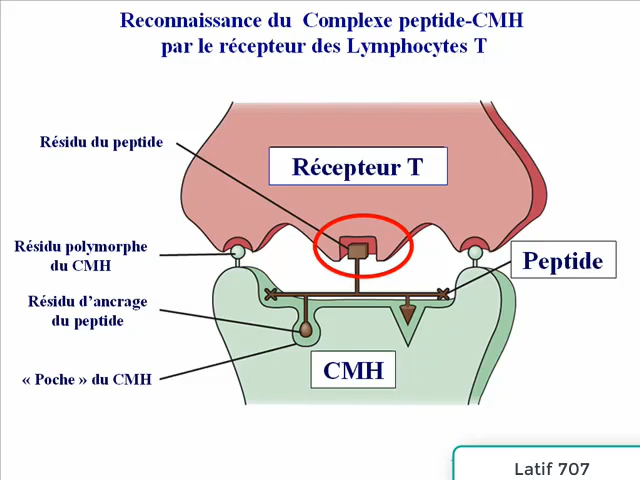 Reconnaissance du Complexe peptide-CMH
par le récepteur des Lymphocytes T
Résidu du peptide
Récepteur T
Résidu polymorphe
du CMH
Peptide
Résidu d'ancrage
du peptide
« Poche » du CMH
CMH
Latif 707